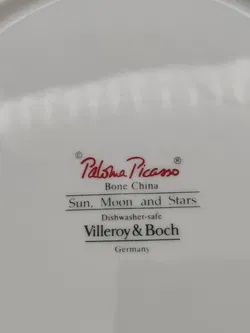 © Paloma Picasso ®
Bone China
Sun, Moon and Stars
Dishwasher-safe
Villeroy & Boch
Germany